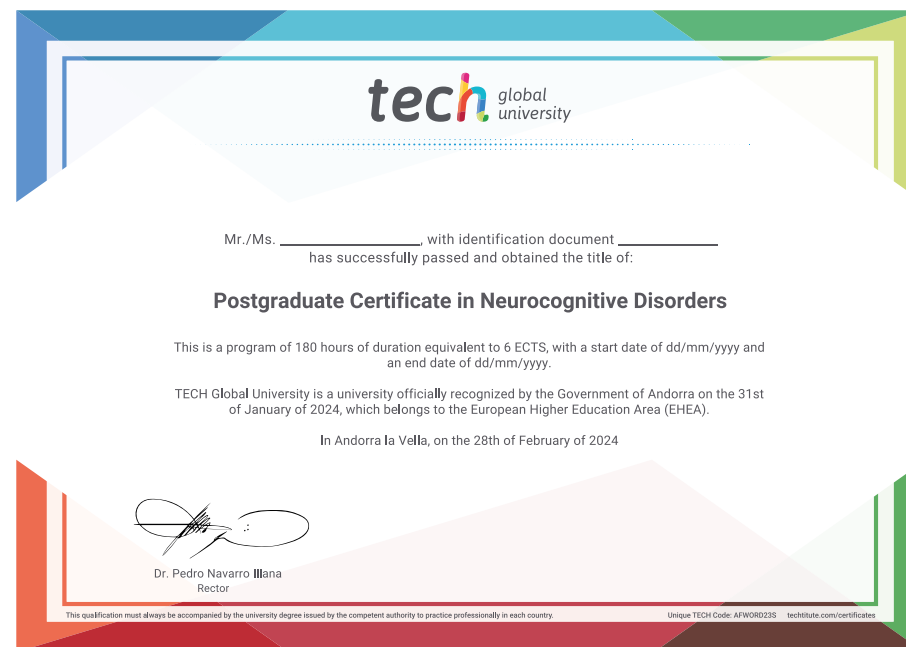 tech global
university
Mr./Ms. ____________, with identification document ____________
has successfully passed and obtained the title of:
Postgraduate Certificate in Neurocognitive Disorders
This is a program of 180 hours of duration equivalent to 6 ECTS, with a start date of dd/mm/yyyy and
an end date of dd/mm/yyyy.
TECH Global University is a university officially recognized by the Government of Andorra on the 31st
of January of 2024, which belongs to the European Higher Education Area (EHEA).
In Andorra la Vella, on the 28th of February of 2024
Dr. Pedro Navarro Illana
Rector
This qualification must always be accompanied by the university degree issued by the competent authority to practice professionally in each country.
Unique TECH Code: AFWORD23S techtitute.com/certificates